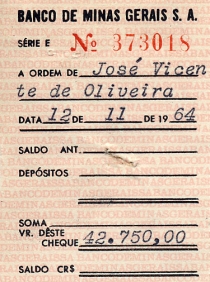 BANCO DE MINAS GERAIS S. A.
SÉRIE E Nº 373018
A ORDEM DE José Vicen
te de Oliveira
DATA 12 DE 11 DE 1964
SALDO ANT.
DEPÓSITOS
SOMA
VR. DÊSTE
CHEQUE 42.750,00
SALDO CR$